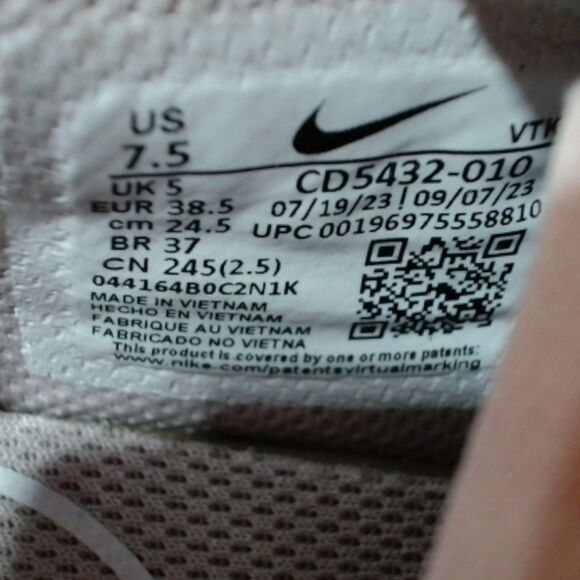 US
7.5
VTK
UK 5
CD5432-010
EUR 38.5
07/19/23 ! 09/07/23
cm 24.5
UPC 00196975558810
BR 37
CN 245(2.5)
044164B0C2N1K
MADE IN VIETNAM
HECHO EN VIETNAM
FABRIQUE AU VIETNAM
FABRICADO NO VIETNA
This product is covered by one or more patents:
www.nike.com/patentsvirtualmarking